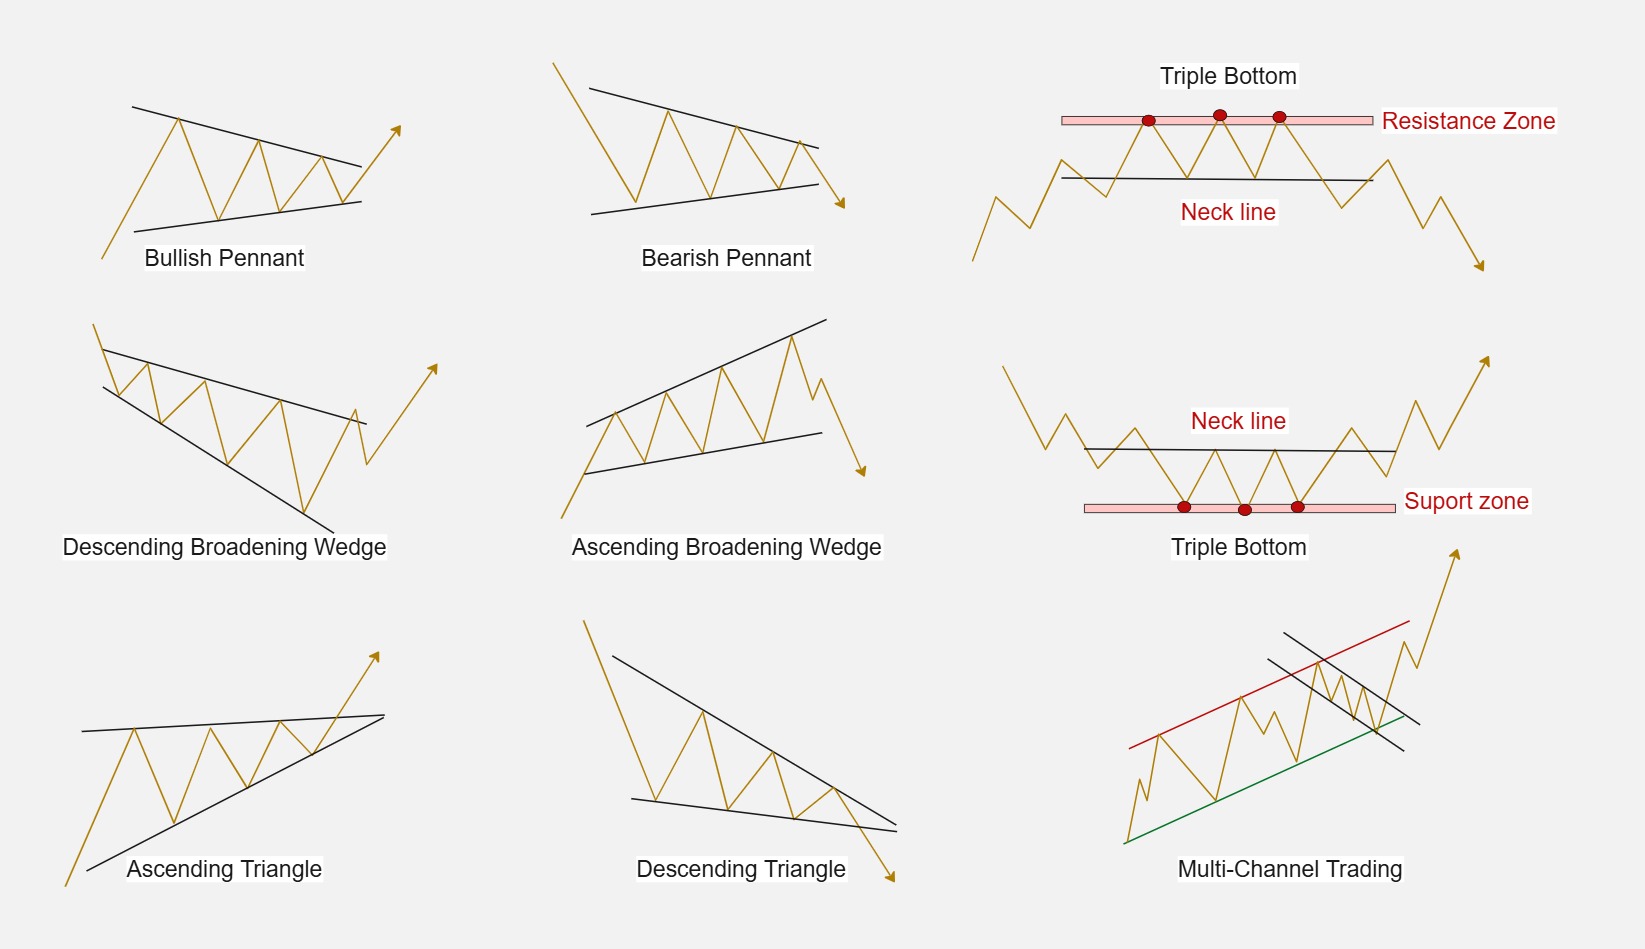 Triple Bottom
Resistance Zone
Neck line
Bullish Pennant
Bearish Pennant
Neck line
Suport zone
Descending Broadening Wedge
Ascending Broadening Wedge
Triple Bottom
Ascending Triangle
Descending Triangle
Multi-Channel Trading